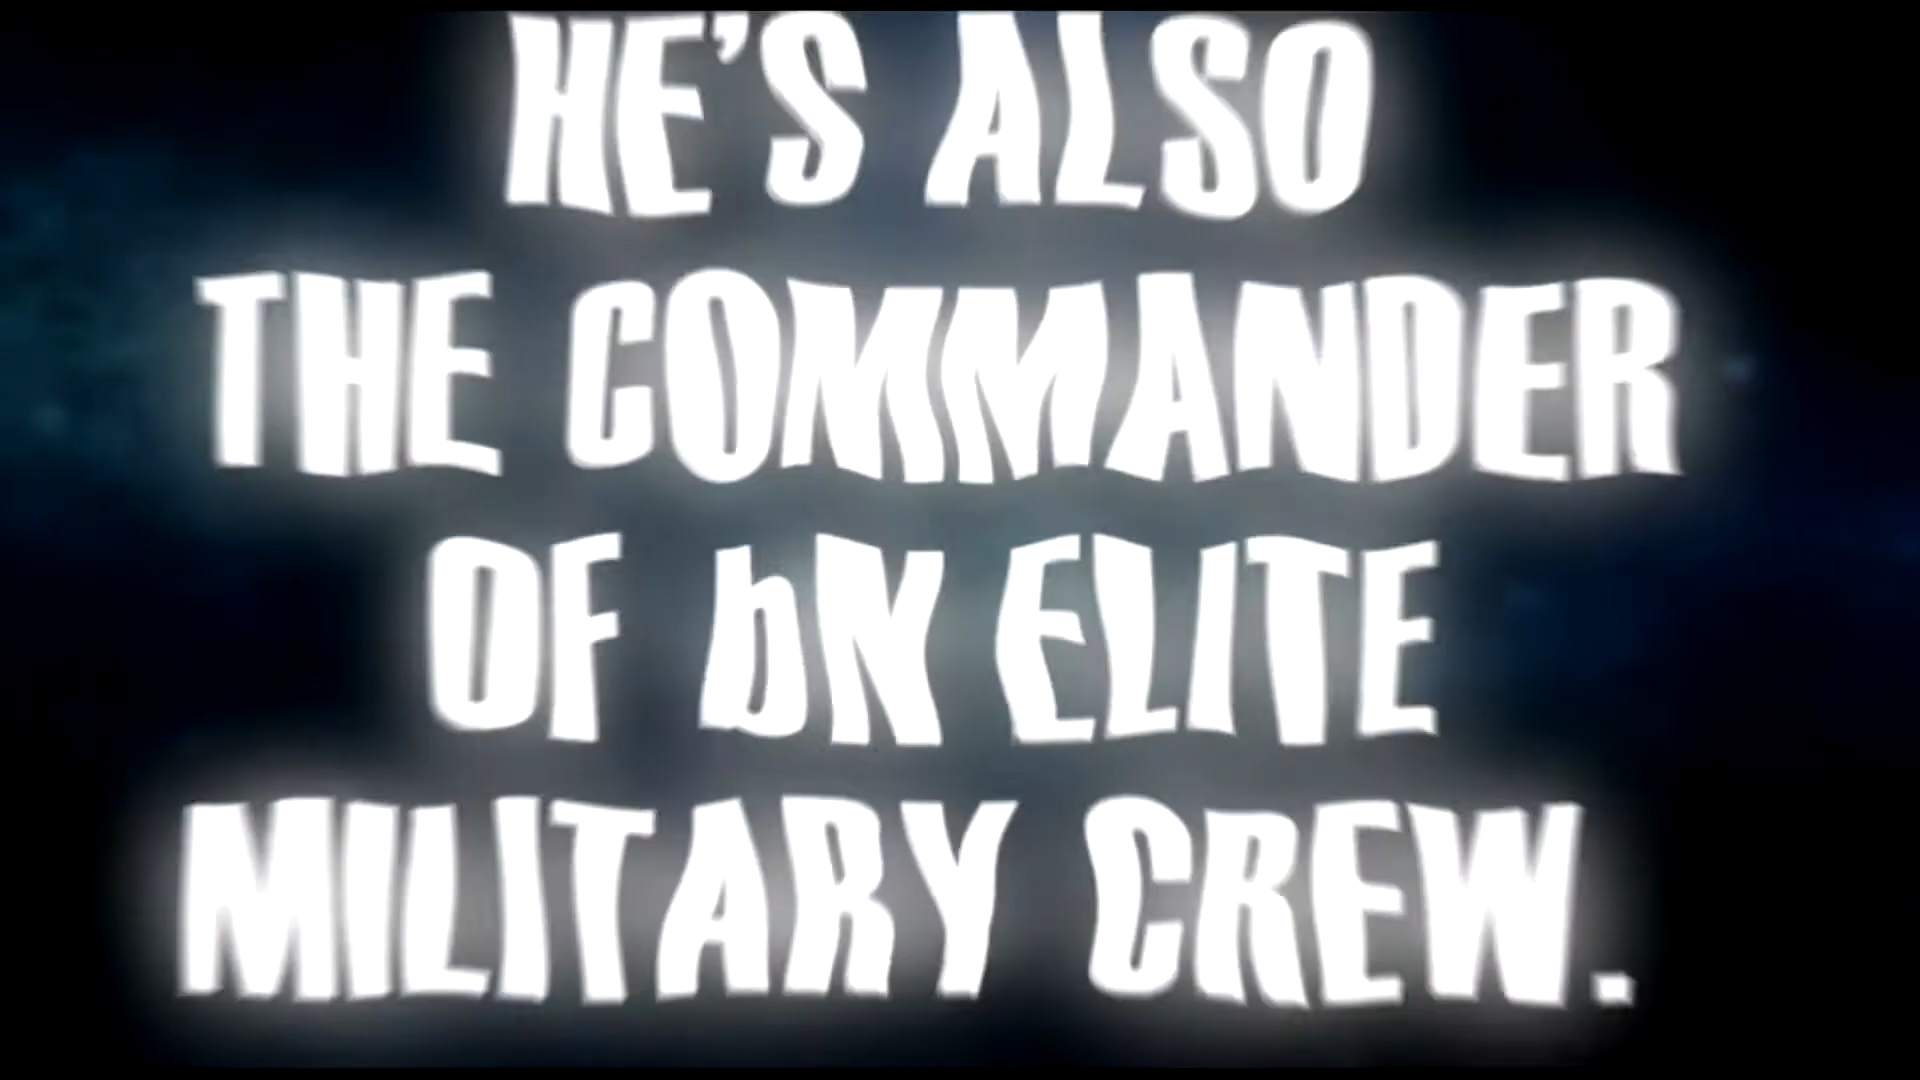 HE'S ALSO
THE COMMANDER
OF bN ELITE
MILITARY CREW.